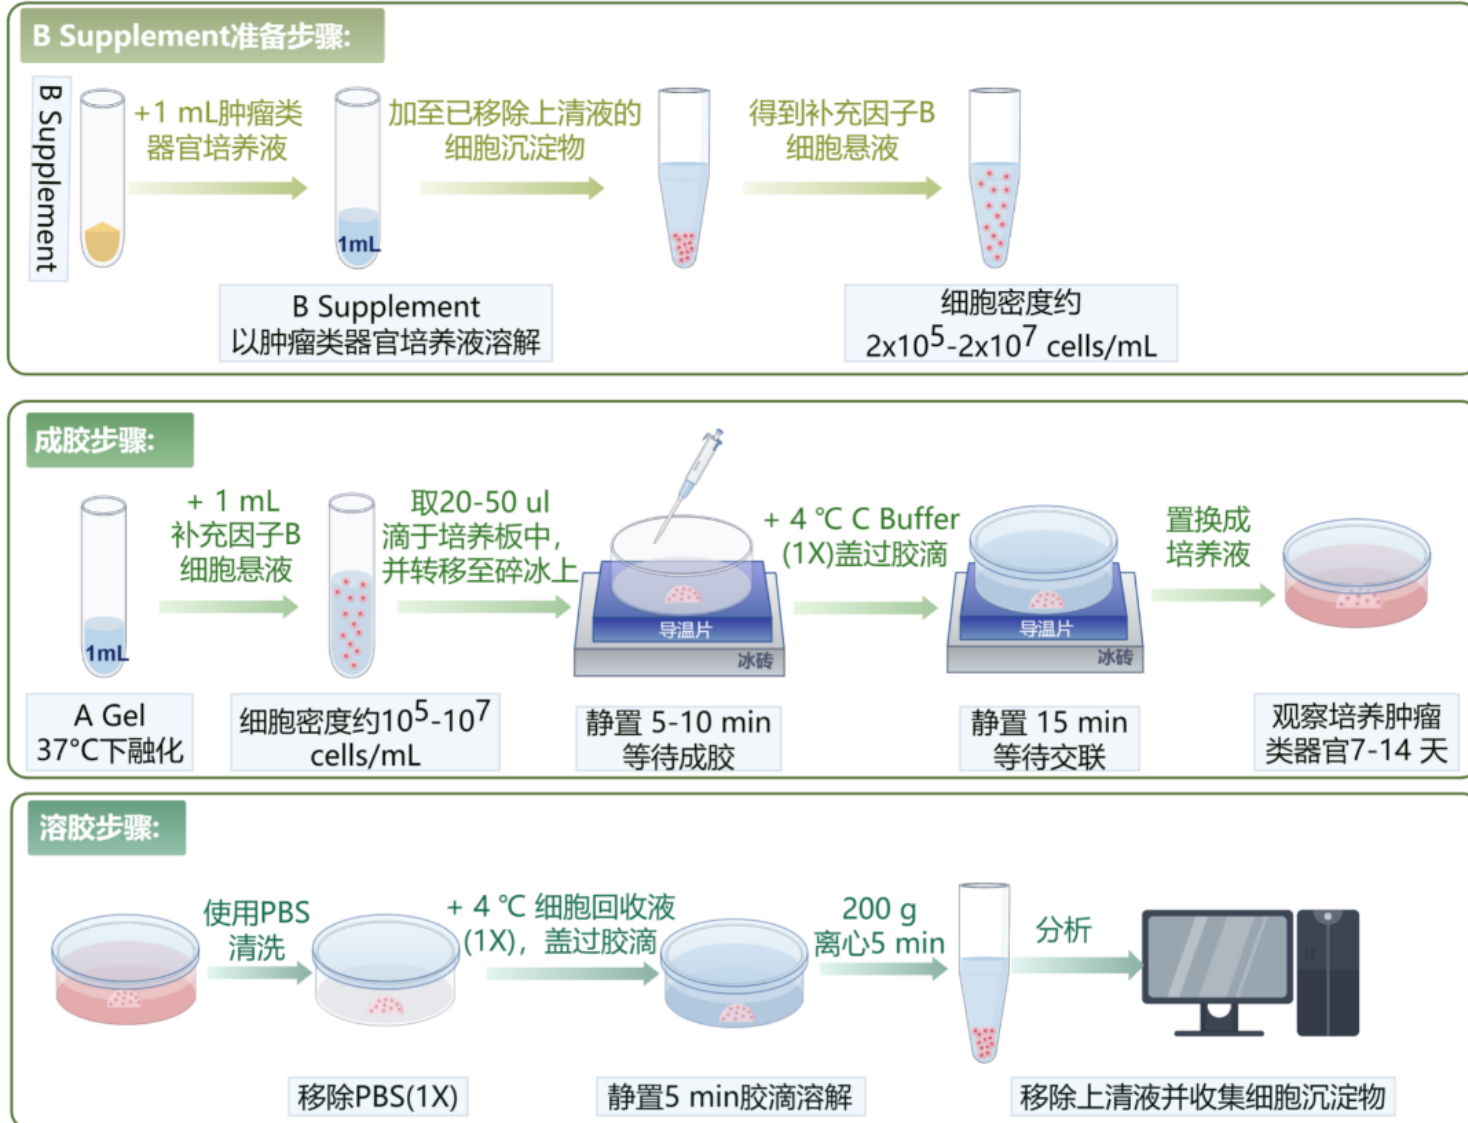 B Supplement准备步骤:
B Supplement
+1 mL肿瘤类
器官培养液
1mL
B Supplement
以肿瘤类器官培养液溶解
加至已移除上清液的
细胞沉淀物
得到补充因子B
细胞悬液
细胞密度约
2x10⁵-2x10⁷ cells/mL
成胶步骤:
1mL
A Gel
37°C下融化
+ 1 mL
补充因子B
细胞悬液
细胞密度约10⁵-10⁷
cells/mL
取20-50 ul
滴于培养板中,
并转移至碎冰上
导温片
冰砖
静置 5-10 min
等待成胶
+ 4 ℃ C Buffer
(1X)盖过胶滴
导温片
冰砖
静置 15 min
等待交联
置换成
培养液
观察培养肿瘤
类器官7-14 天
溶胶步骤:
使用PBS
清洗
移除PBS(1X)
+ 4 ℃ 细胞回收液
(1X)，盖过胶滴
静置5 min胶滴溶解
200 g
离心5 min
分析
移除上清液并收集细胞沉淀物